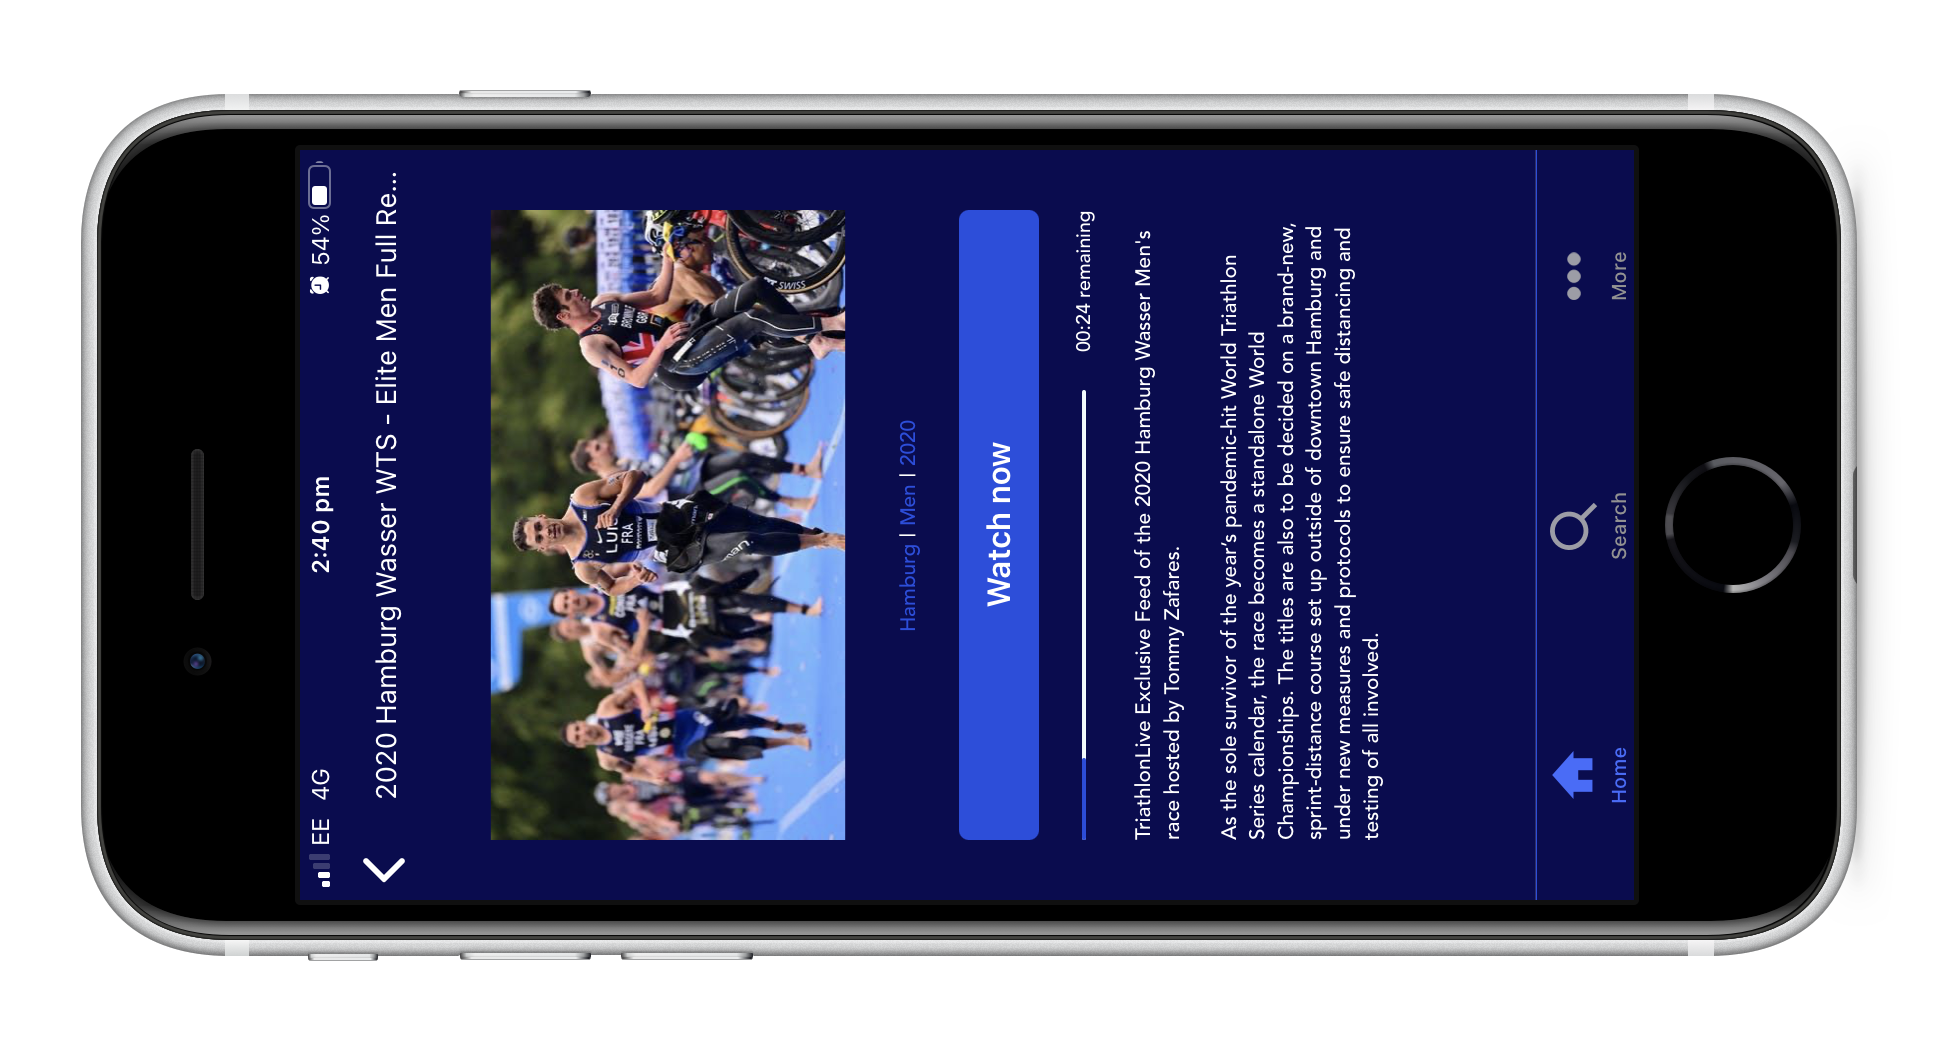 EE 4G 2:40 pm 54%
2020 Hamburg Wasser WTS - Elite Men Full Re...
LUIS
FRA
BROWNLEE
GBR
SWISS
Hamburg | Men | 2020
Watch now
00:24 remaining
TriathlonLive Exclusive Feed of the 2020 Hamburg Wasser Men's
race hosted by Tommy Zafares.
As the sole survivor of the year’s pandemic-hit World Triathlon
Series calendar, the race becomes a standalone World
Championships. The titles are also to be decided on a brand-new,
sprint-distance course set up outside of downtown Hamburg and
under new measures and protocols to ensure safe distancing and
testing of all involved.
Home Search More